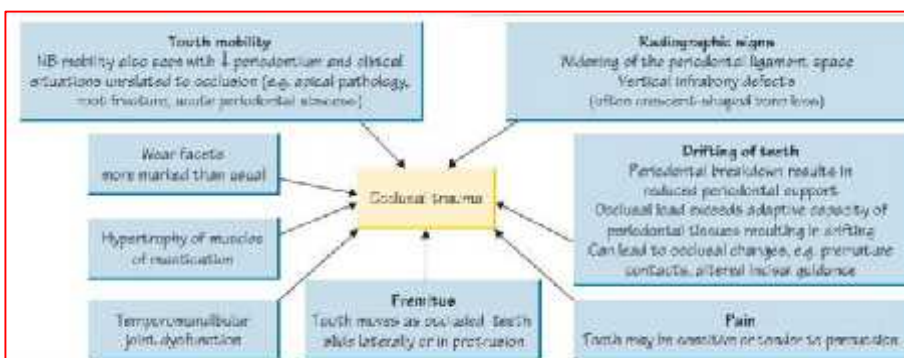 Tooth mobility
NB mobility also seen with ↓ periodontium and clinical
situations unrelated to occlusion (e.g. apical pathology,
root fracture, acute periodontal abscess)
Radiographic signs
Widening of the periodontal ligament space
Vertical infrabony defects
(often crescent-shaped bone loss)
Wear facets
more marked than usual
Occlusal trauma
Drifting of teeth
Periodontal breakdown results in
reduced periodontal support
Occlusal load exceeds adaptive capacity of
periodontal tissues resulting in drifting
Can lead to occlusal changes, e.g. premature
contacts, altered incisal guidance
Hypertrophy of muscles
of mastication
Temporomandibular
joint dysfunction
Fremitus
Tooth moves as occluded teeth
slide laterally or in protrusion
Pain
Tooth may be sensitive or tender to percussion